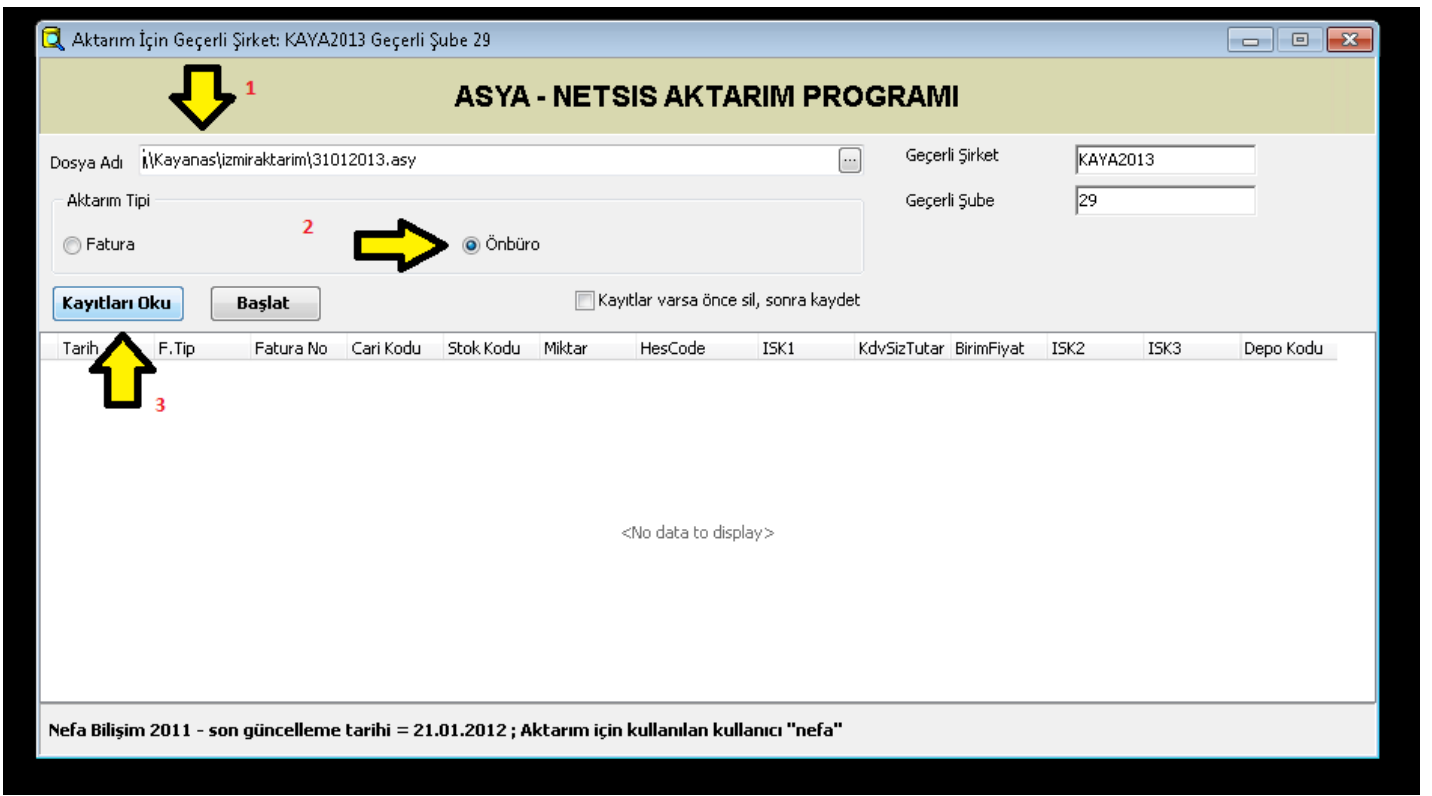 Aktarım İçin Geçerli Şirket: KAYA2013 Geçerli Şube 29
1
ASYA - NETSIS AKTARIM PROGRAMI
Dosya Adı \\Kayanas\izmiraktarim\31012013.asy ... Geçerli Şirket KAYA2013
Aktarım Tipi Geçerli Şube 29
2
Fatura Önbüro
Kayıtları Oku Başlat Kayıtlar varsa önce sil, sonra kaydet
Tarih F.Tip Fatura No Cari Kodu Stok Kodu Miktar HesCode ISK1 KdvSizTutar BirimFiyat ISK2 ISK3 Depo Kodu
3
<No data to display>
Nefa Bilişim 2011 - son güncelleme tarihi = 21.01.2012 ; Aktarım için kullanılan kullanıcı "nefa"